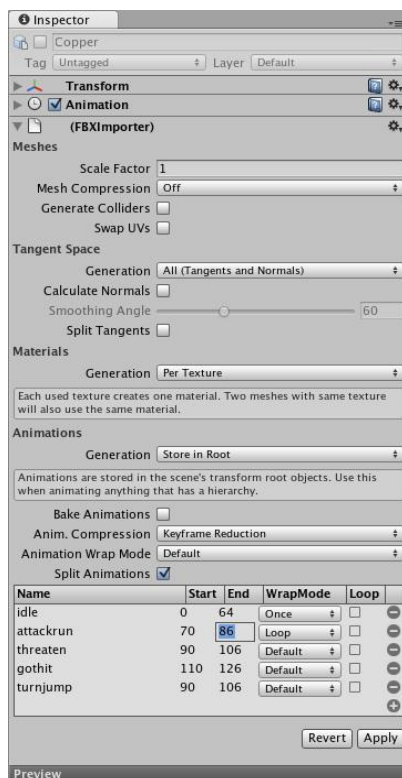 Inspector
Copper
Tag Untagged Layer Default
Transform
Animation
(FBXImporter)
Meshes
Scale Factor 1
Mesh Compression Off
Generate Colliders
Swap UVs
Tangent Space
Generation All (Tangents and Normals)
Calculate Normals
Smoothing Angle 60
Split Tangents
Materials
Generation Per Texture
Each used texture creates one material. Two meshes with same texture
will also use the same material.
Animations
Generation Store in Root
Animations are stored in the scene's transform root objects. Use this
when animating anything that has a hierarchy.
Bake Animations
Anim. Compression Keyframe Reduction
Animation Wrap Mode Default
Split Animations
Name Start End WrapMode Loop
idle 0 64 Once
attackrun 70 86 Loop
threaten 90 106 Default
gothit 110 126 Default
turnjump 90 106 Default
Revert Apply
Preview